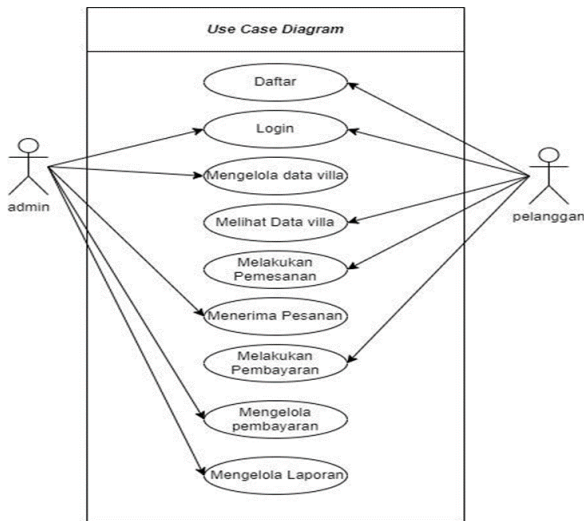 Use Case Diagram
Daftar
Login
Mengelola data villa
admin
Melihat Data villa
pelanggan
Melakukan
Pemesanan
Menerima Pesanan
Melakukan
Pembayaran
Mengelola
pembayaran
Mengelola Laporan